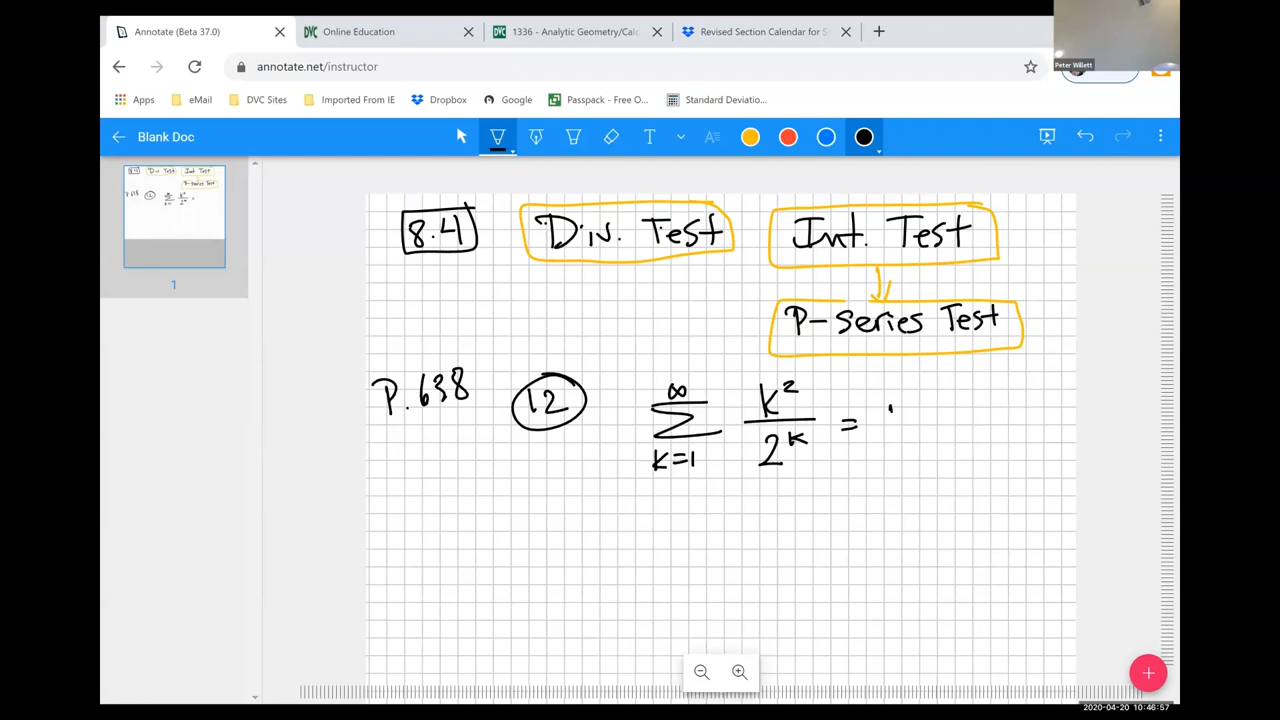 Annotate (Beta 37.0)
Online Education
1336 - Analytic Geometry/Calc
Revised Section Calendar for S
annotate.net/instructor
Peter Willett
Apps
eMail
DVC Sites
Imported From IE
Dropbox
Google
Passpack - Free O...
Standard Deviatio...
Blank Doc
T
A
1
8.4 Div. Test Int. Test
P-series Test
P.638 12 ∞ ∑ k=1 k² / 2^k =
2020-04-20 10:46:57